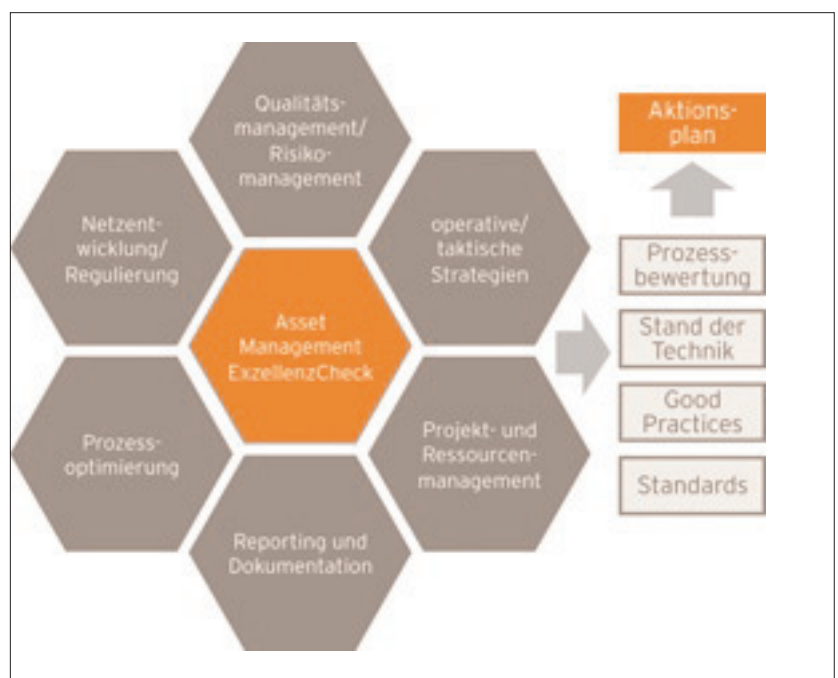 Qualitäts-
management/
Risiko-
management
Netzent-
wicklung/
Regulierung
operative/
taktische
Strategien
Asset
Management
ExzellenzCheck
Prozess-
optimierung
Projekt- und
Ressourcen-
management
Reporting und
Dokumentation
Aktions-
plan
Prozess-
bewertung
Stand der
Technik
Good
Practices
Standards